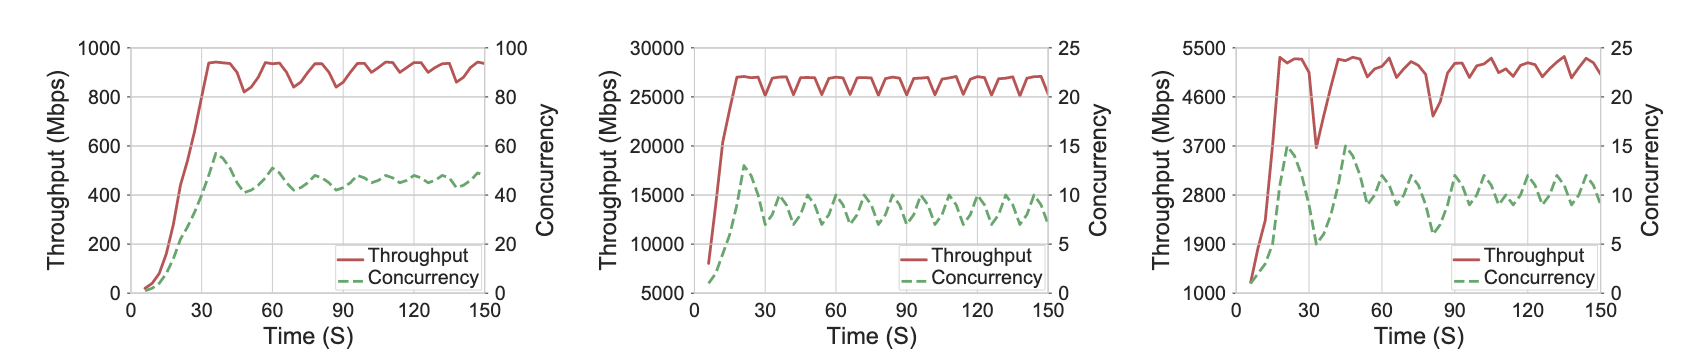 Throughput (Mbps)
1000
800
600
400
200
0
100
80
60
40
20
0
Concurrency
Throughput
Concurrency
0 30 60 90 120 150
Time (S)
Throughput (Mbps)
30000
25000
20000
15000
10000
5000
25
20
15
10
5
0
Concurrency
Throughput
Concurrency
0 30 60 90 120 150
Time (S)
Throughput (Mbps)
5500
4600
3700
2800
1900
1000
25
20
15
10
5
0
Concurrency
Throughput
Concurrency
0 30 60 90 120 150
Time (S)